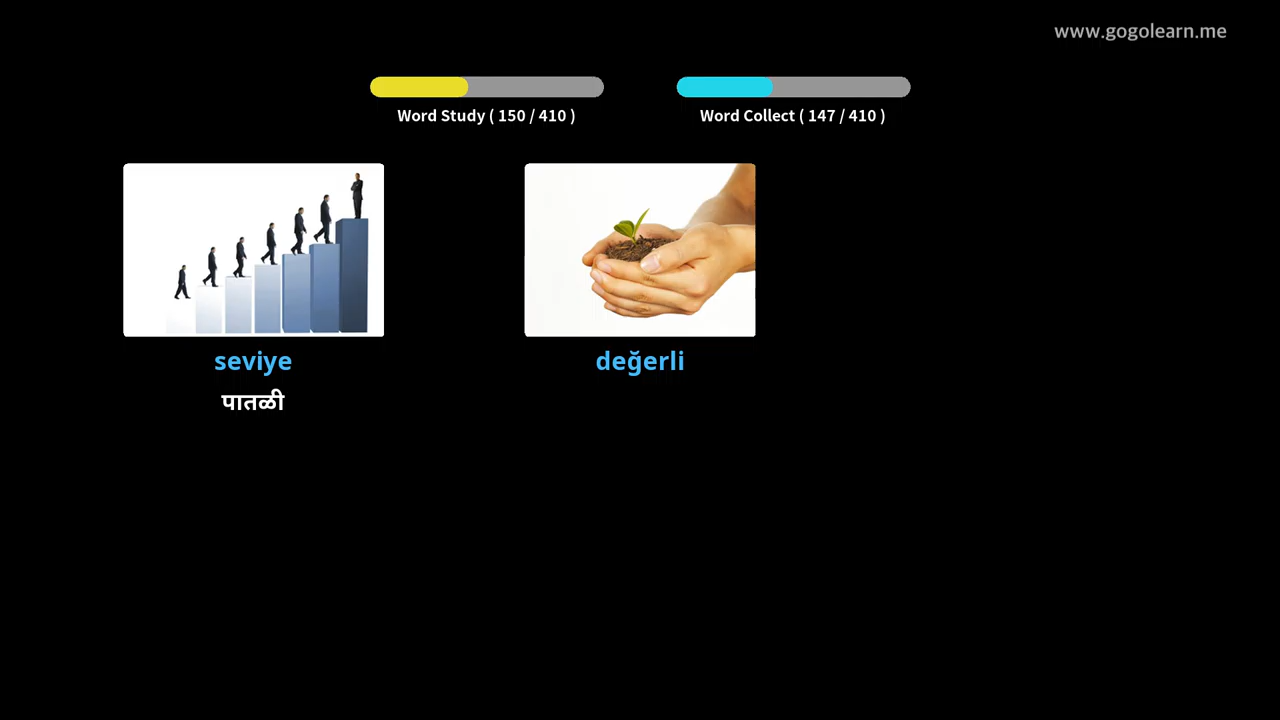 www.gogolearn.me
Word Study ( 150 / 410 )
Word Collect ( 147 / 410 )
seviye
değerli
पातळी